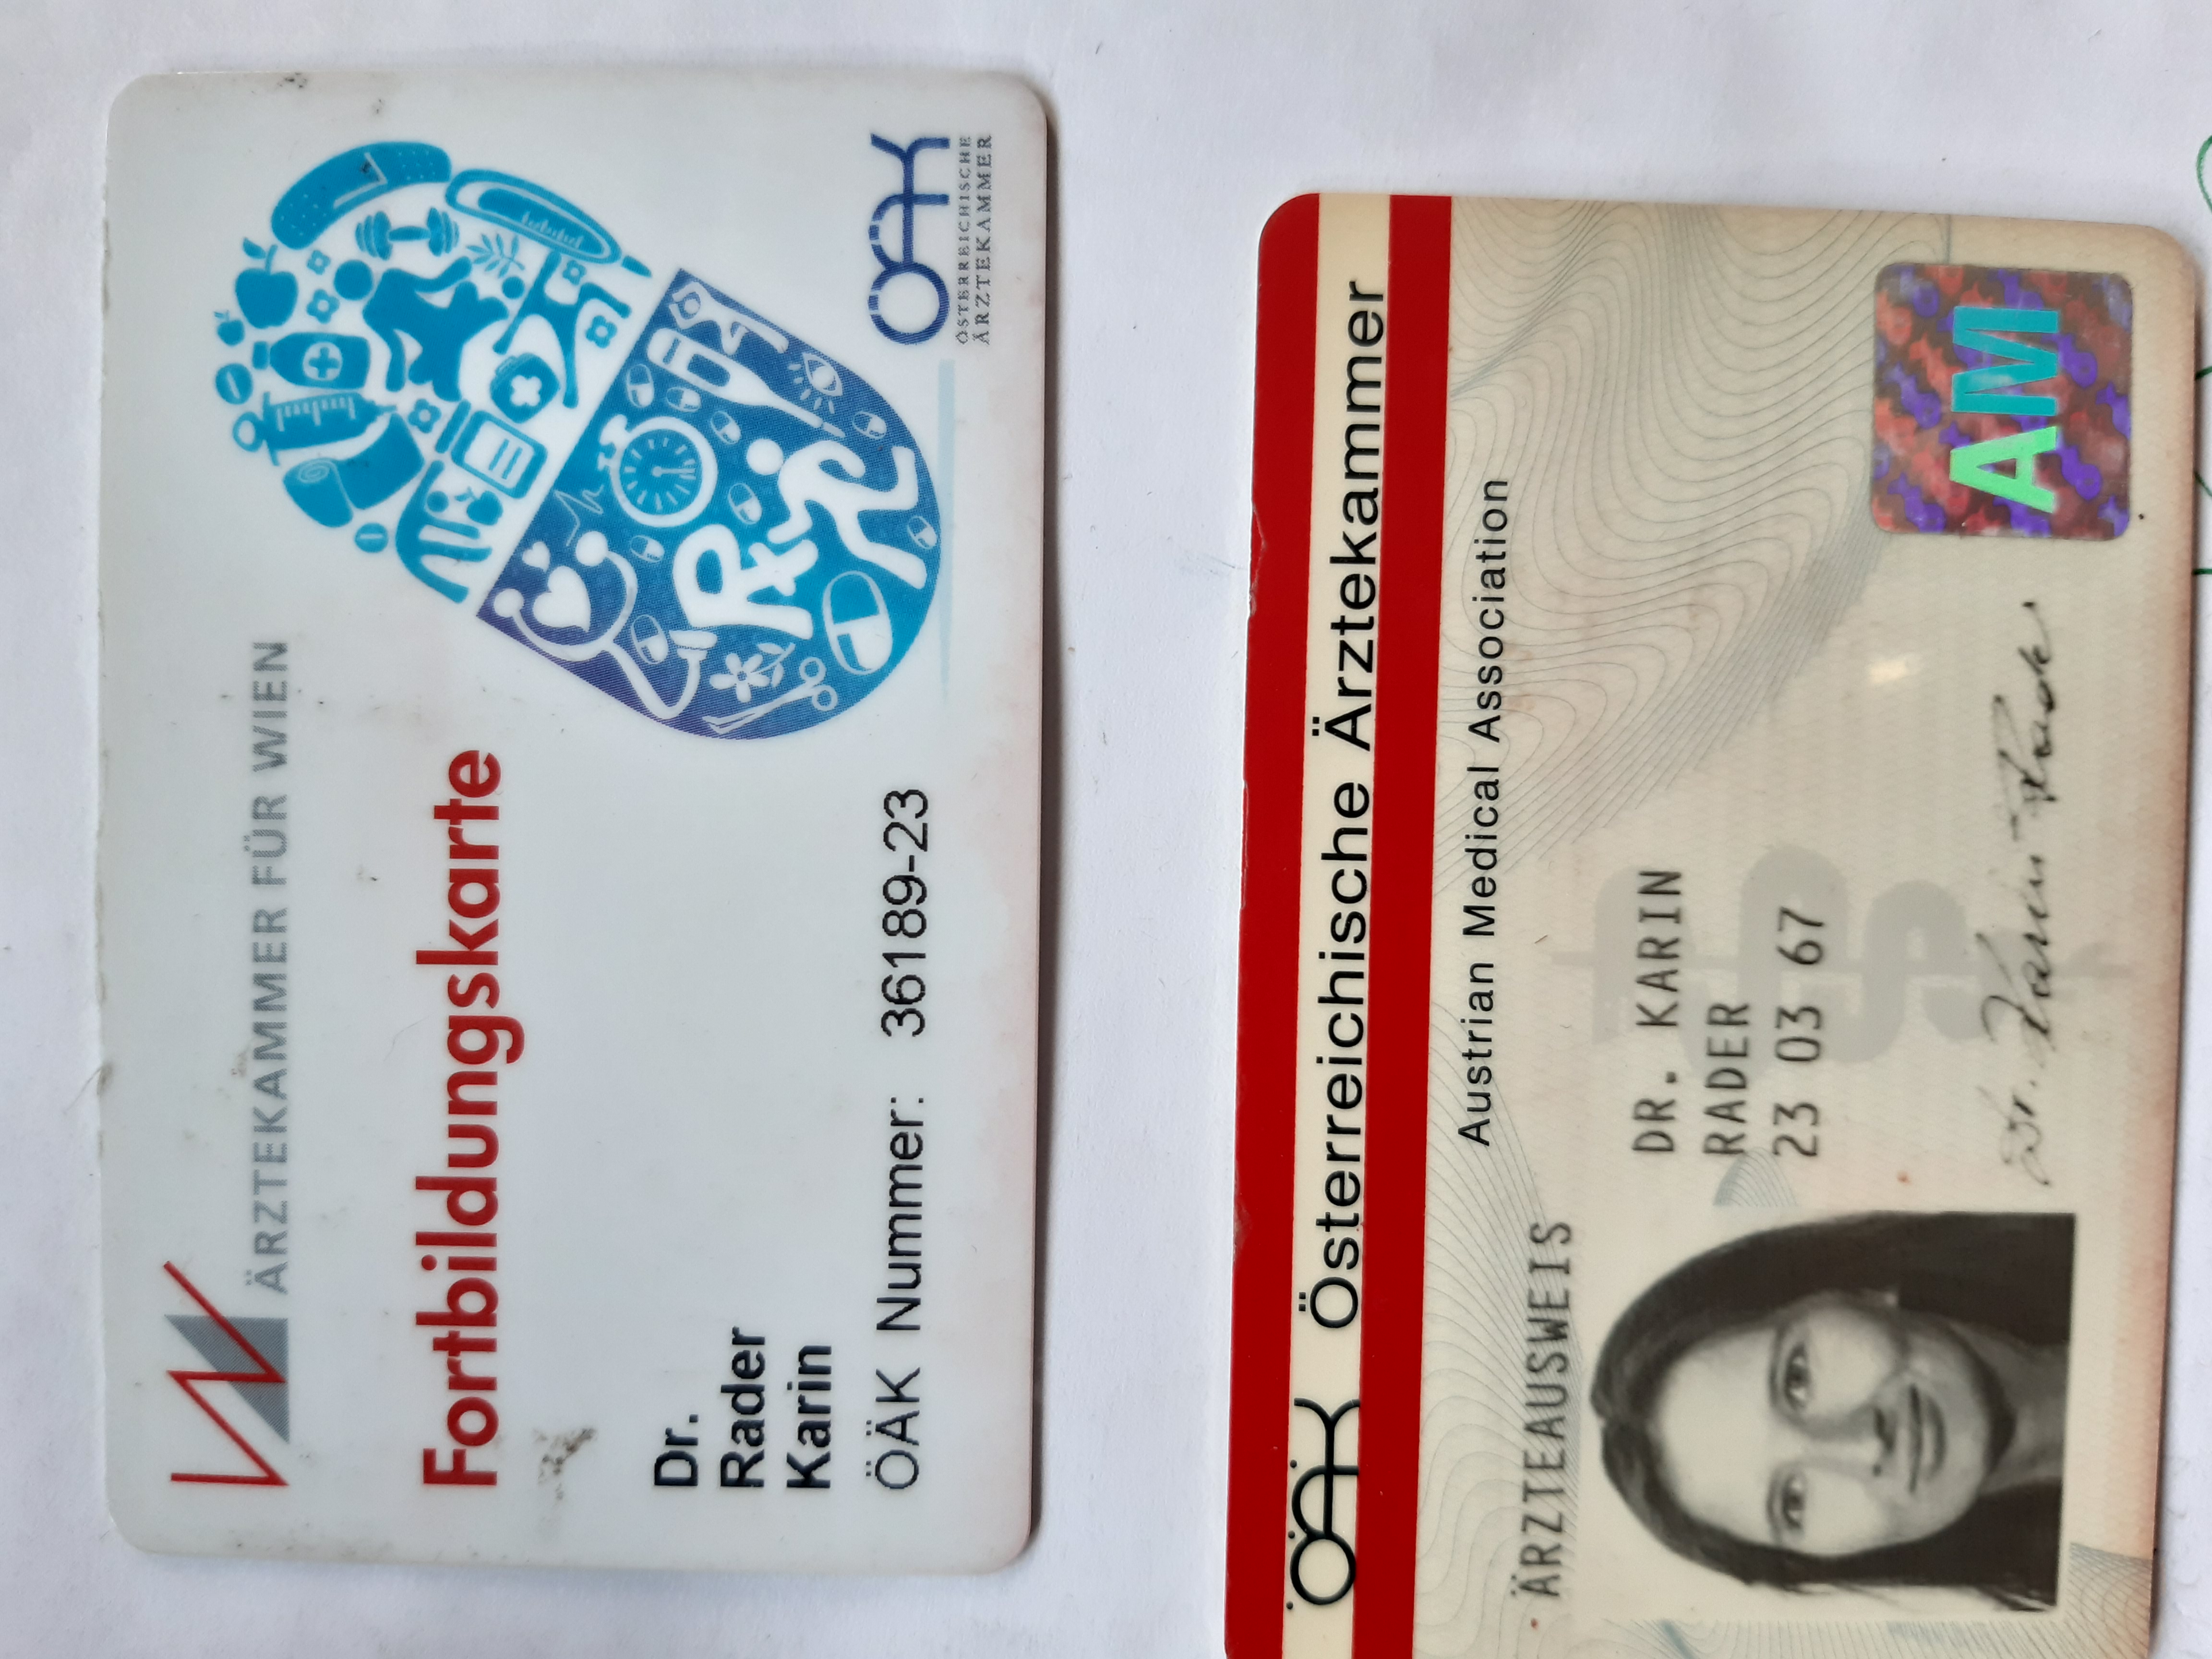 ÖÄK Österreichische Ärztekammer
Austrian Medical Association
ÄRZTEAUSWEIS
DR. KARIN
RADER
23 03 67
Dr. Karin Rader
AM
ÄRZTEKAMMER FÜR WIEN
Fortbildungskarte
Dr.
Rader
Karin
ÖÄK Nummer: 36189-23
ÖÄK
ÖSTERREICHISCHE
ÄRZTEKAMMER